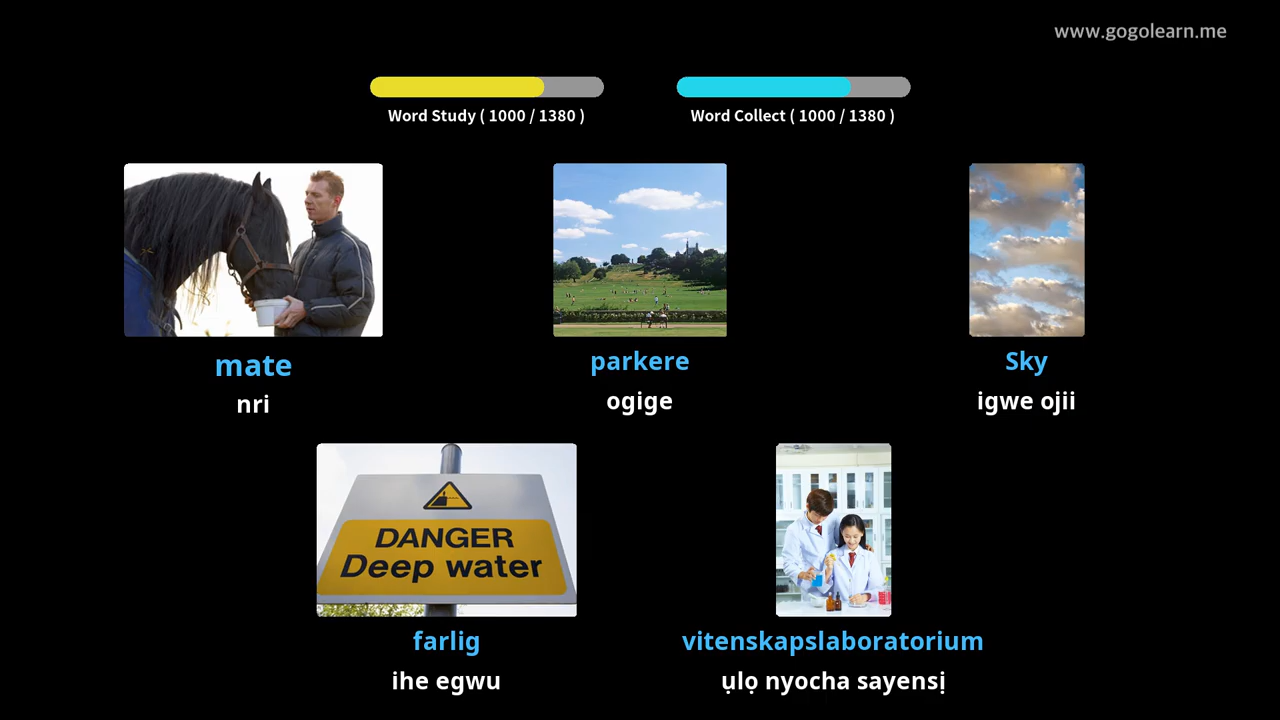 www.gogolearn.me
Word Study ( 1000 / 1380 )
Word Collect ( 1000 / 1380 )
mate
nri
parkere
ogige
Sky
igwe ojii
DANGER
Deep water
farlig
ihe egwu
vitenskapslaboratorium
ụlọ nyocha sayensị